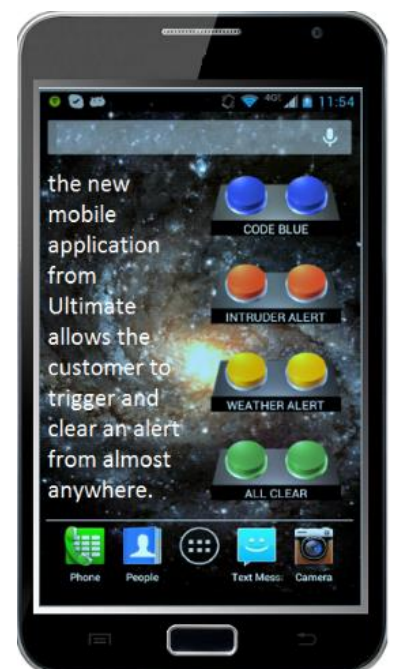 11:54
the new
mobile
application
from
Ultimate
allows the
customer to
trigger and
clear an alert
from almost
anywhere.
CODE BLUE
INTRUDER ALERT
WEATHER ALERT
ALL CLEAR
Phone
People
Text Mess
Camera